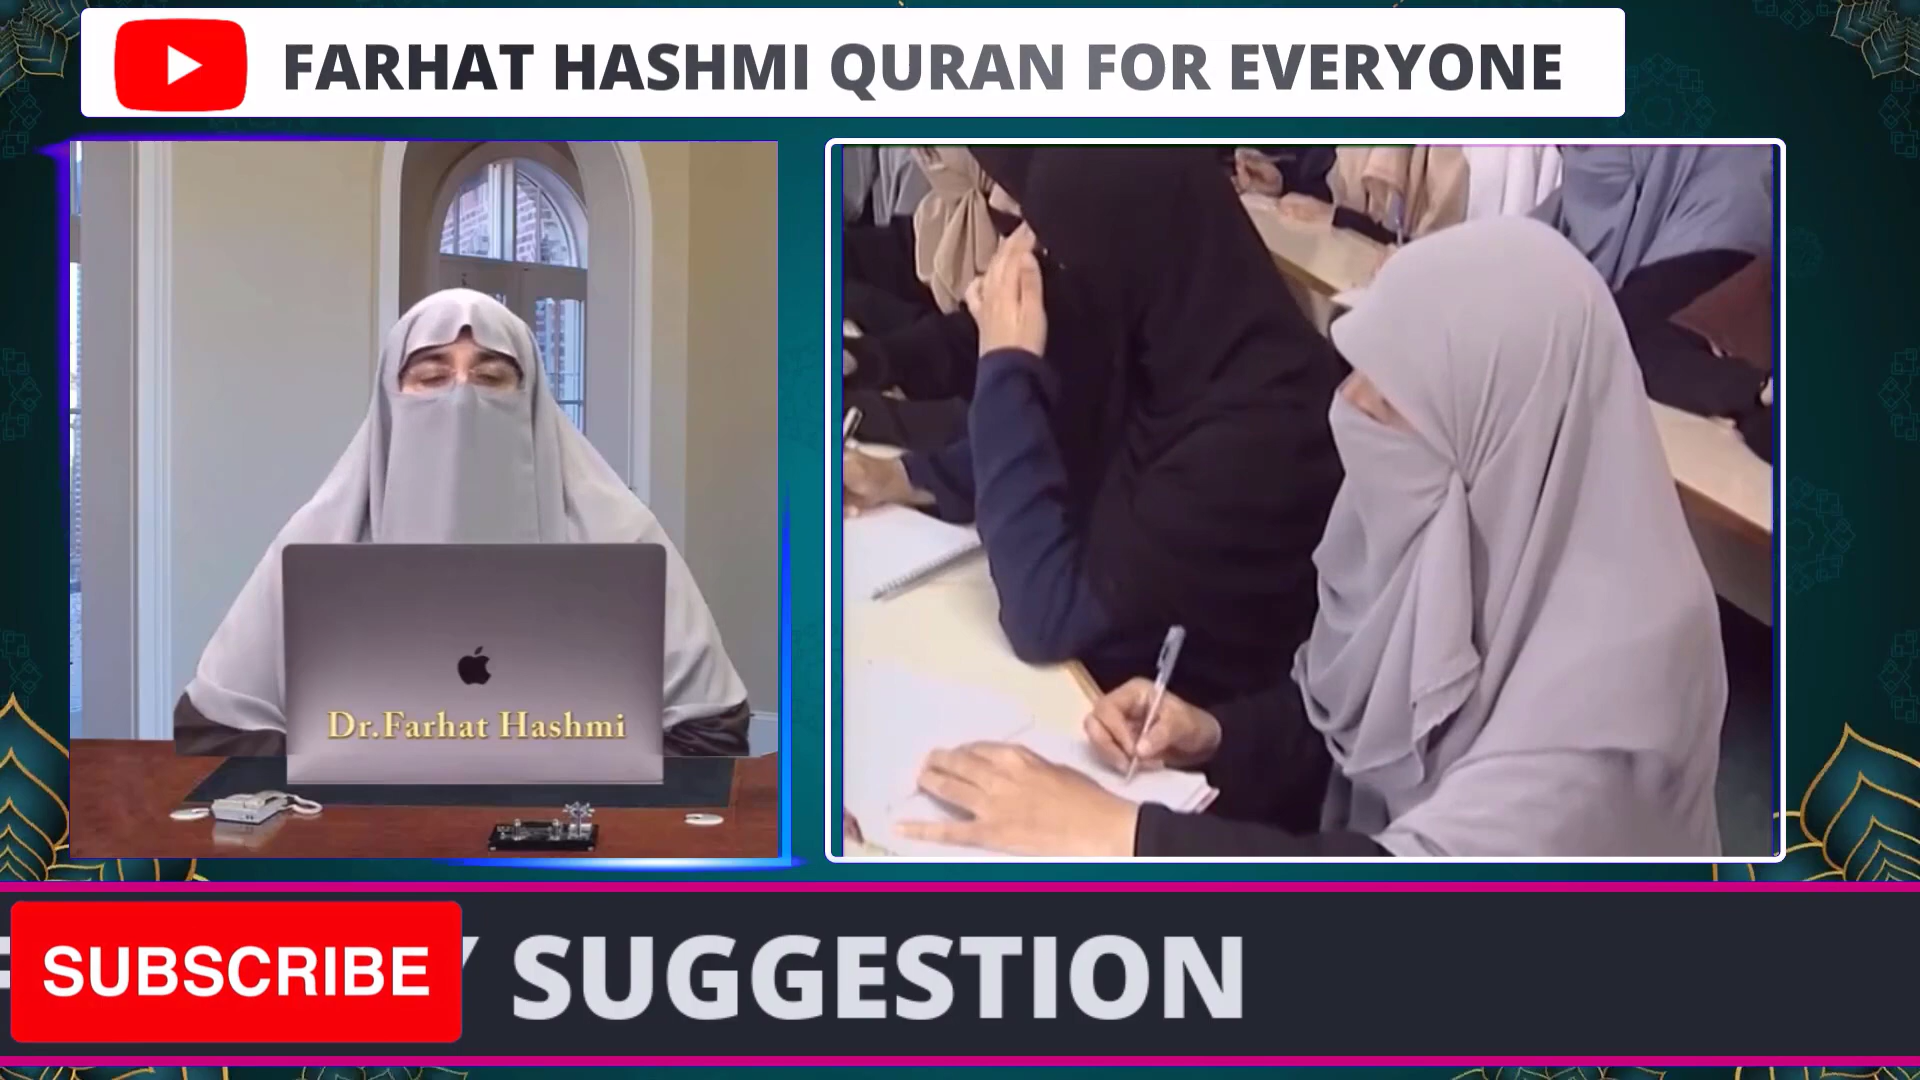 FARHAT HASHMI QURAN FOR EVERYONE
Dr.Farhat Hashmi
SUBSCRIBE
SUGGESTION